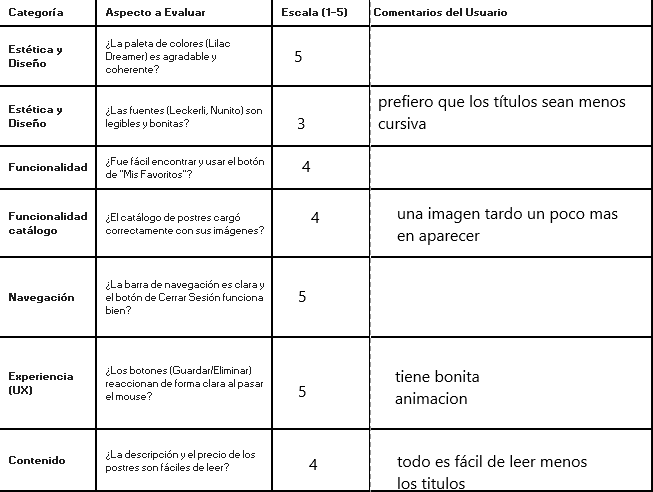 Categoría Aspecto a Evaluar Escala (1-5) Comentarios del Usuario
Estética y
Diseño
¿La paleta de colores (Lilac
Dreamer) es agradable y
coherente?
5
Estética y
Diseño
¿Las fuentes (Leckerli, Nunito) son
legibles y bonitas?
3
prefiero que los títulos sean menos
cursiva
Funcionalidad
¿Fue fácil encontrar y usar el botón
de "Mis Favoritos"?
4
Funcionalidad
catálogo
¿El catálogo de postres cargó
correctamente con sus imágenes?
4
una imagen tardo un poco mas
en aparecer
Navegación
¿La barra de navegación es clara y
el botón de Cerrar Sesión funciona
bien?
5
Experiencia
(UX)
¿Los botones (Guardar/Eliminar)
reaccionan de forma clara al pasar
el mouse?
5
tiene bonita
animacion
Contenido
¿La descripción y el precio de los
postres son fáciles de leer?
4
todo es fácil de leer menos
los titulos